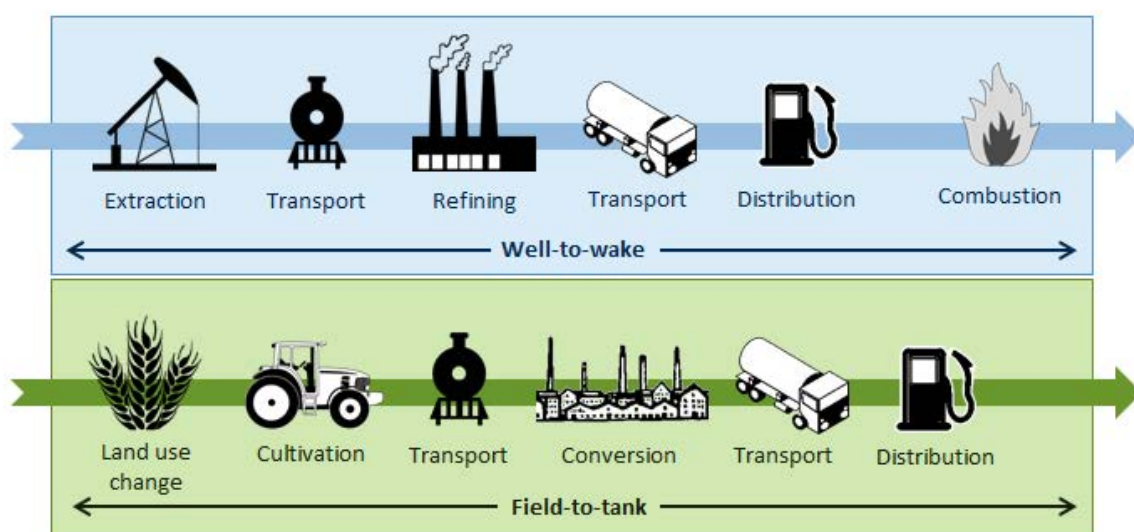 Extraction
Transport
Refining
Transport
Distribution
Combustion
Well-to-wake
Land use
change
Cultivation
Transport
Conversion
Transport
Distribution
Field-to-tank